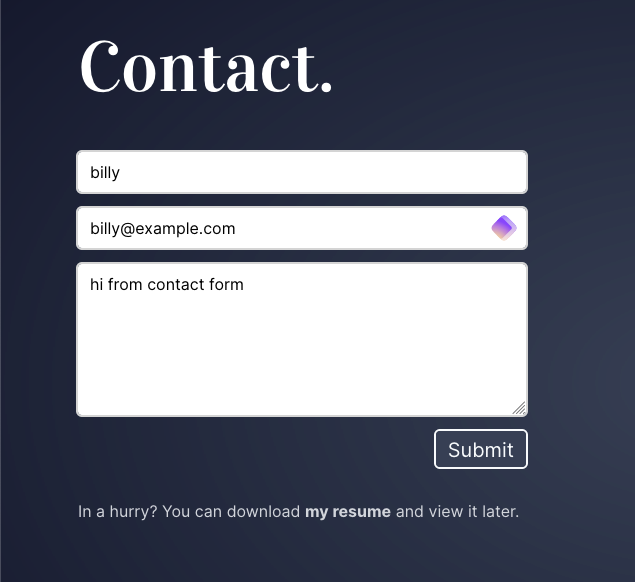 Contact.
billy
billy@example.com
hi from contact form
Submit
In a hurry? You can download my resume and view it later.